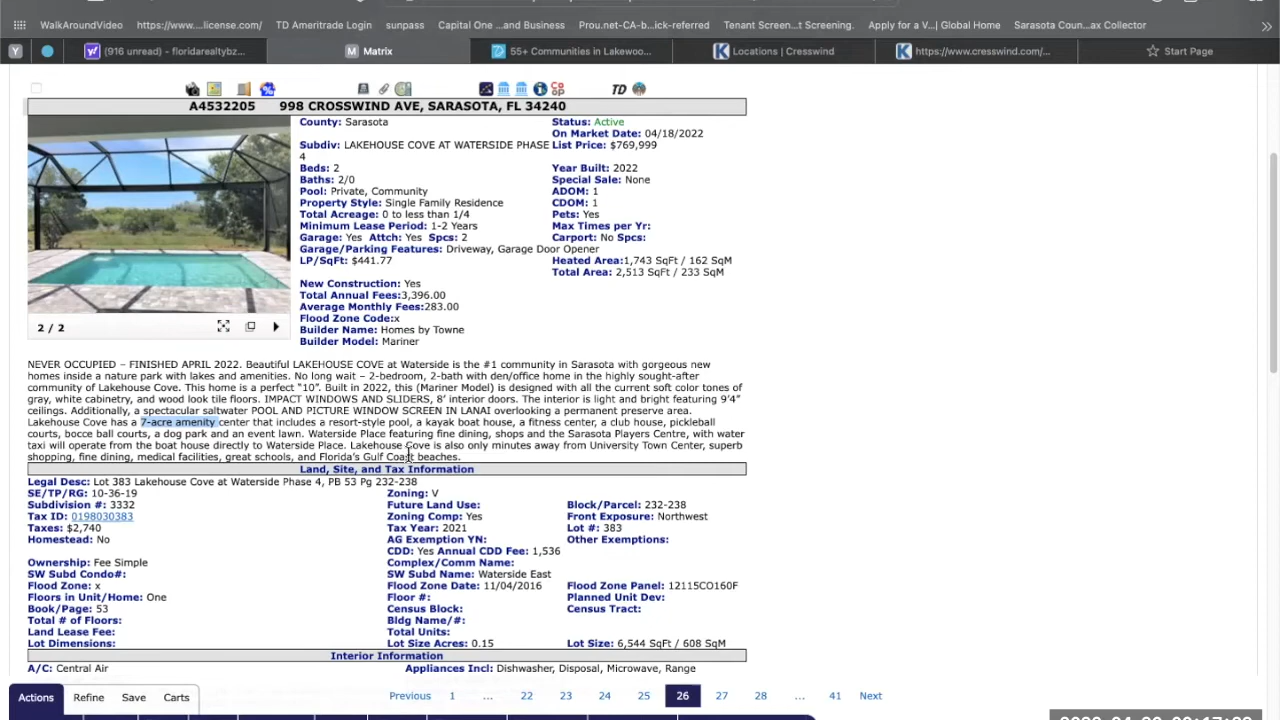 WalkAroundVideo https://www....license.com/ TD Ameritrade Login sunpass Capital One ...and Business Prou.net-CA-b...ick-referred Tenant Screen...t Screening. Apply for a V...| Global Home Sarasota Coun...ax Collector
Y (916 unread) - floridarealtybz... M Matrix 55+ Communities in Lakewoo... Locations | Cresswind https://www.cresswind.com/... Start Page
CO OP TD
A4532205 998 CROSSWIND AVE, SARASOTA, FL 34240
County: Sarasota Status: Active
On Market Date: 04/18/2022
Subdiv: LAKEHOUSE COVE AT WATERSIDE PHASE List Price: $769,999
4
Beds: 2 Year Built: 2022
Baths: 2/0 Special Sale: None
Pool: Private, Community ADOM: 1
Property Style: Single Family Residence CDOM: 1
Total Acreage: 0 to less than 1/4 Pets: Yes
Minimum Lease Period: 1-2 Years Max Times per Yr:
Garage: Yes Attch: Yes Spcs: 2 Carport: No Spcs:
Garage/Parking Features: Driveway, Garage Door Opener
LP/SqFt: $441.77 Heated Area:1,743 SqFt / 162 SqM
Total Area: 2,513 SqFt / 233 SqM
New Construction: Yes
Total Annual Fees:3,396.00
Average Monthly Fees:283.00
Flood Zone Code:x
Builder Name: Homes by Towne
Builder Model: Mariner
2 / 2
NEVER OCCUPIED – FINISHED APRIL 2022. Beautiful LAKEHOUSE COVE at Waterside is the #1 community in Sarasota with gorgeous new
homes inside a nature park with lakes and amenities. No long wait – 2-bedroom, 2-bath with den/office home in the highly sought-after
community of Lakehouse Cove. This home is a perfect "10". Built in 2022, this (Mariner Model) is designed with all the current soft color tones of
gray, white cabinetry, and wood look tile floors. IMPACT WINDOWS AND SLIDERS, 8' interior doors. The interior is light and bright featuring 9'4”
ceilings. Additionally, a spectacular saltwater POOL AND PICTURE WINDOW SCREEN IN LANAI overlooking a permanent preserve area.
Lakehouse Cove has a 7-acre amenity center that includes a resort-style pool, a kayak boat house, a fitness center, a club house, pickleball
courts, bocce ball courts, a dog park and an event lawn. Waterside Place featuring fine dining, shops and the Sarasota Players Centre, with water
taxi will operate from the boat house directly to Waterside Place. Lakehouse Cove is also only minutes away from University Town Center, superb
shopping, fine dining, medical facilities, great schools, and Florida's Gulf Coast beaches.
Land, Site, and Tax Information
Legal Desc: Lot 383 Lakehouse Cove at Waterside Phase 4, PB 53 Pg 232-238
SE/TP/RG: 10-36-19 Zoning: V
Subdivision #: 3332 Future Land Use: Block/Parcel: 232-238
Tax ID: 0198030383 Zoning Comp: Yes Front Exposure: Northwest
Taxes: $2,740 Tax Year: 2021 Lot #: 383
Homestead: No AG Exemption YN: Other Exemptions:
CDD: Yes Annual CDD Fee: 1,536
Ownership: Fee Simple Complex/Comm Name:
SW Subd Condo#: SW Subd Name: Waterside East
Flood Zone: x Flood Zone Date: 11/04/2016 Flood Zone Panel: 12115CO160F
Floors in Unit/Home: One Floor #: Planned Unit Dev:
Book/Page: 53 Census Block: Census Tract:
Total # of Floors: Bldg Name/#:
Land Lease Fee: Total Units:
Lot Dimensions: Lot Size Acres: 0.15 Lot Size: 6,544 SqFt / 608 SqM
Interior Information
A/C: Central Air Appliances Incl: Dishwasher, Disposal, Microwave, Range
Actions Refine Save Carts Previous 1 ... 22 23 24 25 26 27 28 ... 41 Next